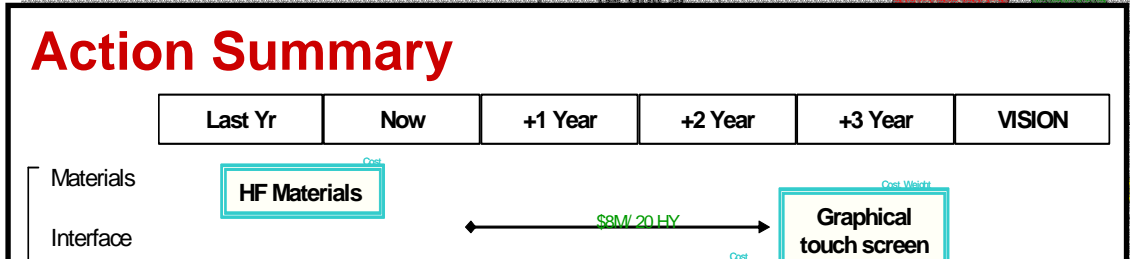 Action Summary
Last Yr Now +1 Year +2 Year +3 Year VISION
Cost
Materials
HF Materials
Cost Weight
Graphical
touch screen
$8M/ 20 HY
Interface
Cost